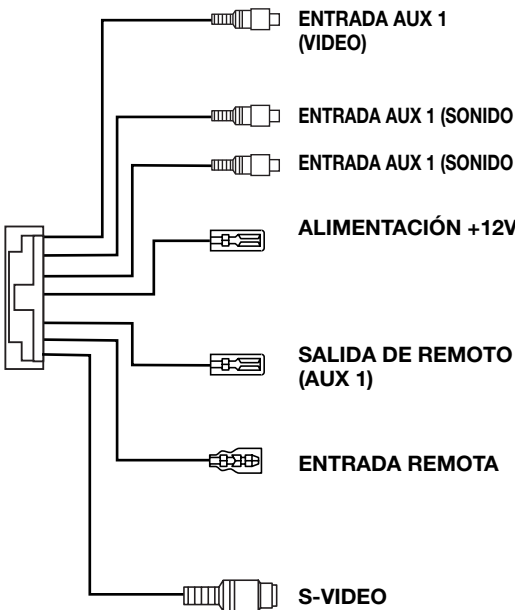 ENTRADA AUX 1
(VIDEO)
ENTRADA AUX 1 (SONIDO
ENTRADA AUX 1 (SONIDO
ALIMENTACIÓN +12V
SALIDA DE REMOTO
(AUX 1)
ENTRADA REMOTA
S-VIDEO